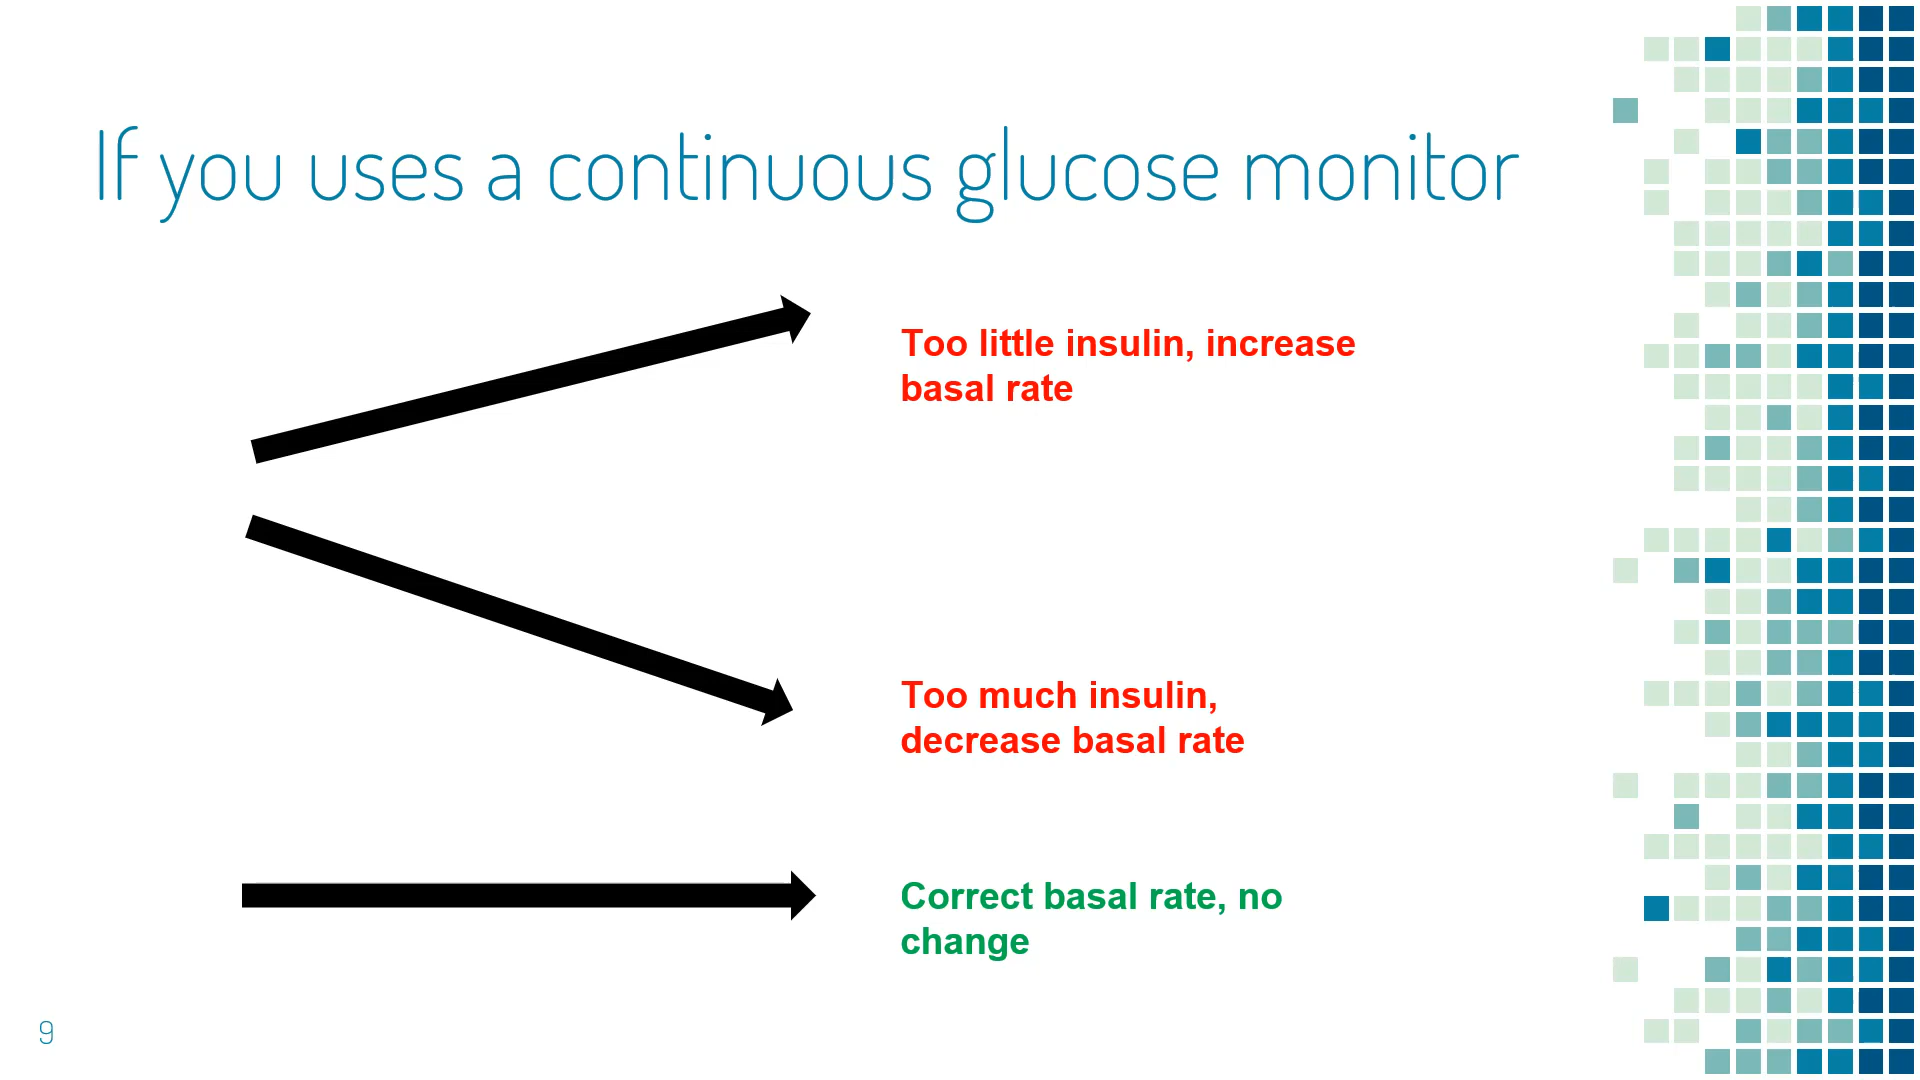 If you uses a continuous glucose monitor
Too little insulin, increase
basal rate
Too much insulin,
decrease basal rate
Correct basal rate, no
change
9